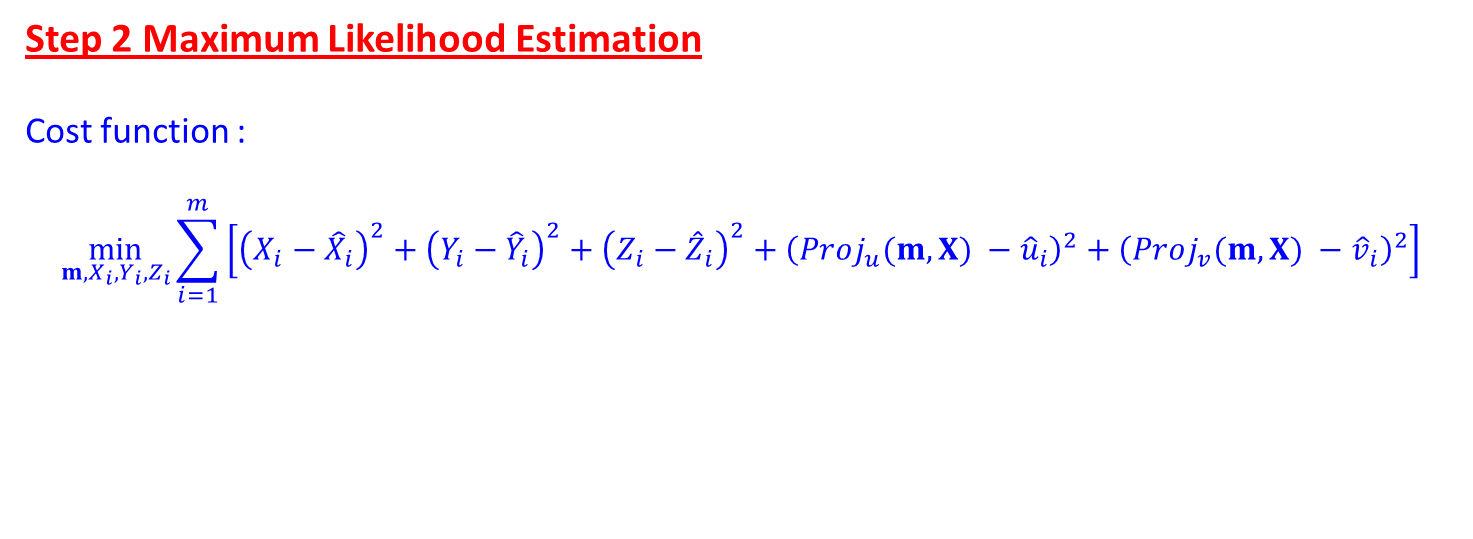 Step 2 Maximum Likelihood Estimation
Cost function :
min_{𝐦,X_i,Y_i,Z_i} ∑_{i=1}^{m} [(X_i − X̂_i)² + (Y_i − Ŷ_i)² + (Z_i − Ẑ_i)² + (Proj_u(𝐦, 𝐗) − û_i)² + (Proj_v(𝐦, 𝐗) − v̂_i)²]